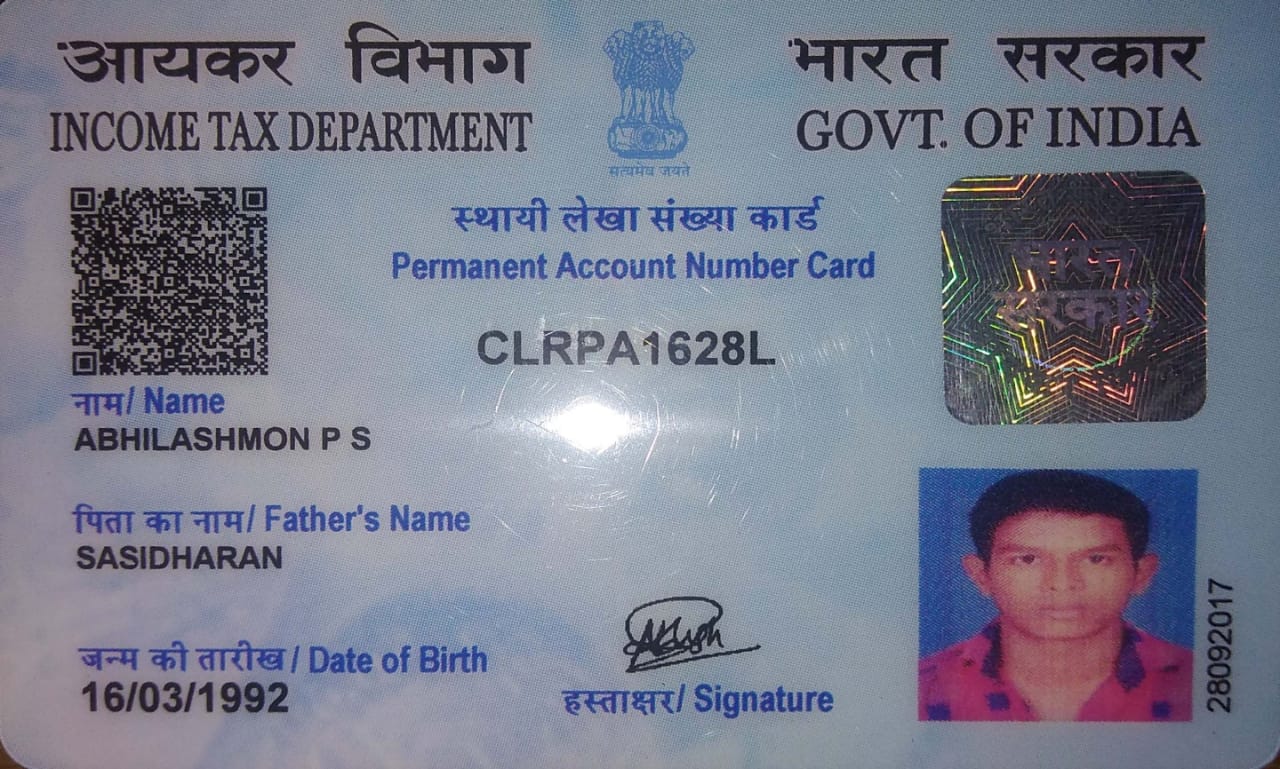 आयकर विभाग
INCOME TAX DEPARTMENT
सत्यमेव जयते
भारत सरकार
GOVT. OF INDIA
स्थायी लेखा संख्या कार्ड
Permanent Account Number Card
CLRPA1628L
भारत
सरकार
नाम/ Name
ABHILASHMON P S
पिता का नाम/ Father's Name
SASIDHARAN
जन्म की तारीख/ Date of Birth
16/03/1992
हस्ताक्षर/ Signature
28092017